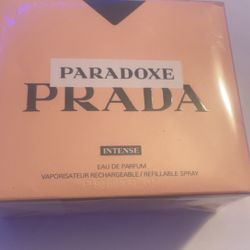 PARADOXE
PRADA
INTENSE
EAU DE PARFUM
VAPORISATEUR RECHARGEABLE / REFILLABLE SPRAY